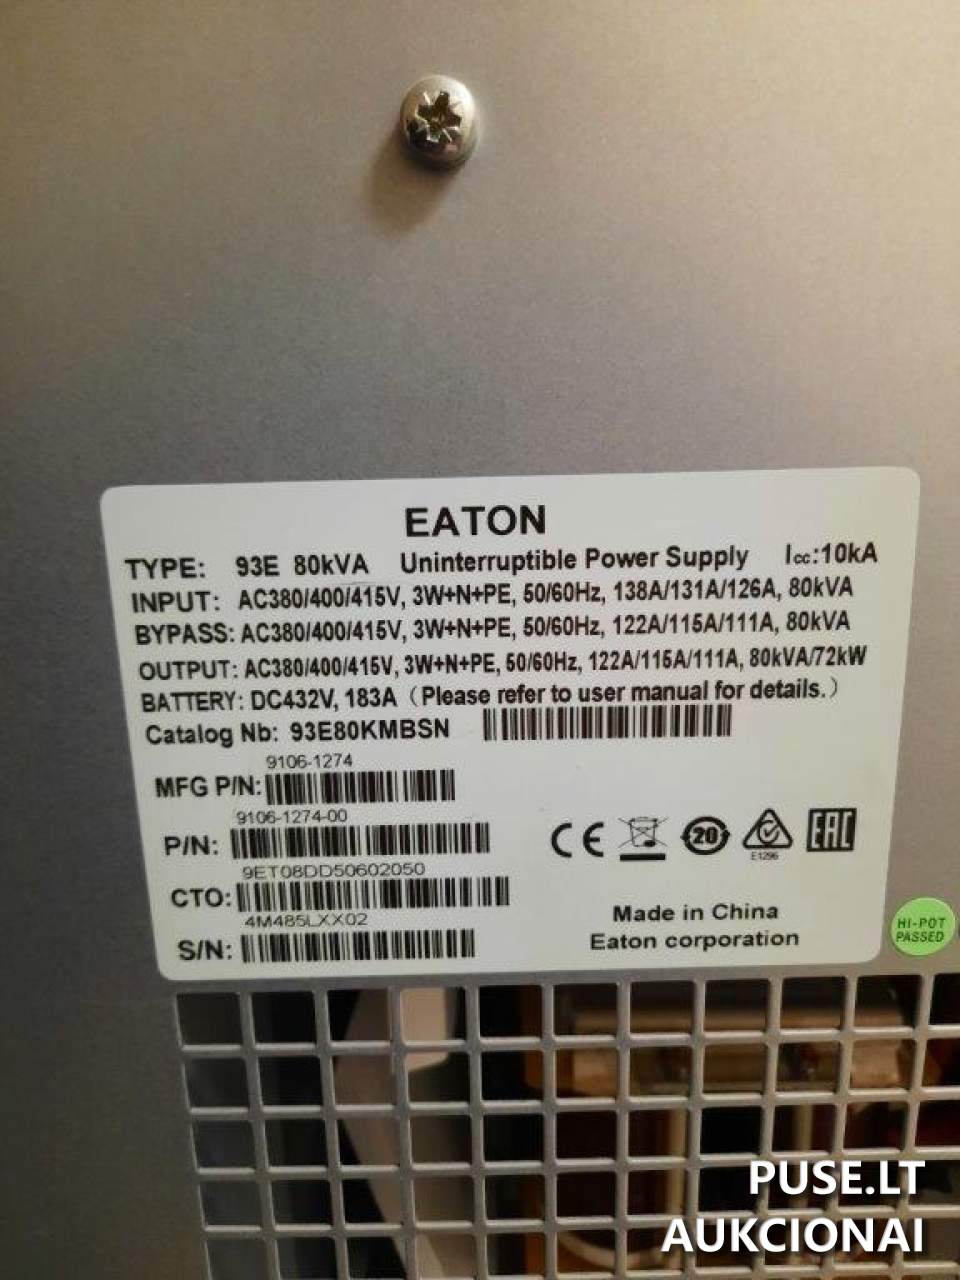 EATON
TYPE: 93E 80kVA Uninterruptible Power Supply Icc:10kA
INPUT: AC380/400/415V, 3W+N+PE, 50/60Hz, 138A/131A/126A, 80kVA
BYPASS: AC380/400/415V, 3W+N+PE, 50/60Hz, 122A/115A/111A, 80kVA
OUTPUT: AC380/400/415V, 3W+N+PE, 50/60Hz, 122A/115A/111A, 80kVA/72kW
BATTERY: DC432V, 183A (Please refer to user manual for details.)
Catalog Nb: 93E80KMBSN
9106-1274
MFG P/N:
9106-1274-00
P/N:
9ET08DD50602050
CTO:
4M485LXX02
S/N:
CE
20
E1296
EAC
Made in China
Eaton corporation
HI-POT
PASSED
PUSE.LT
AUKCIONAI